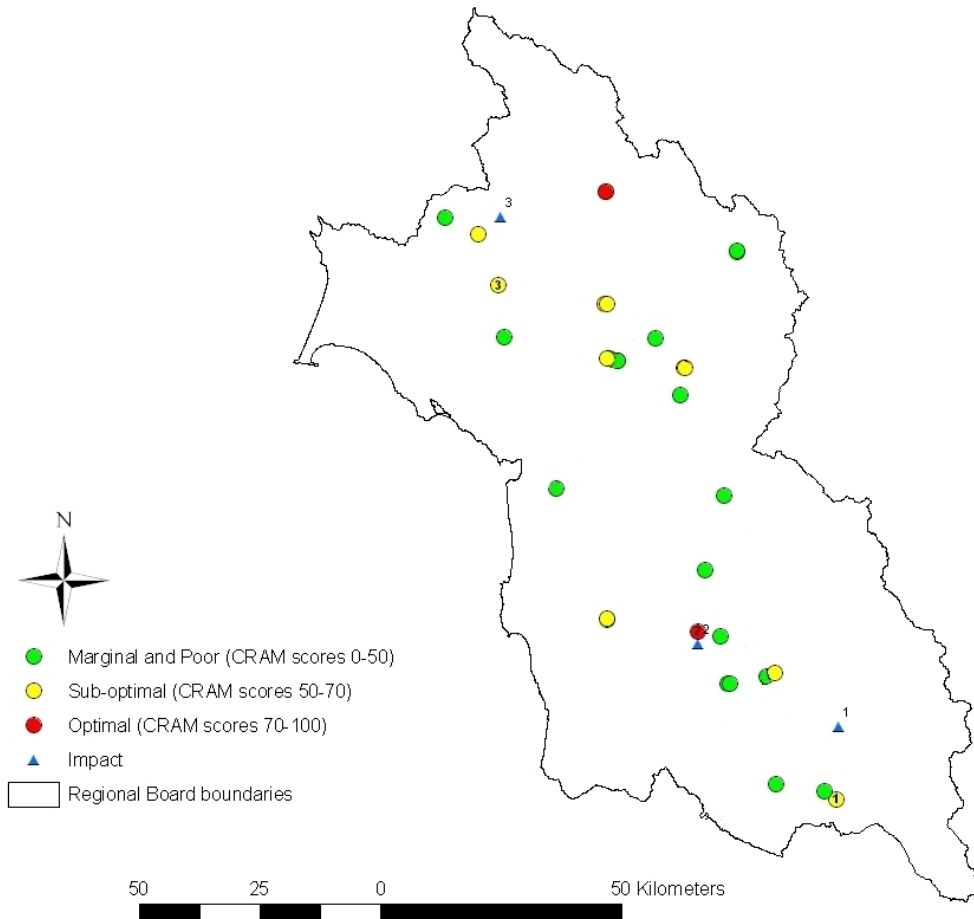 3
3
N
2 2
Marginal and Poor (CRAM scores 0-50)
Sub-optimal (CRAM scores 50-70)
Optimal (CRAM scores 70-100)
1
Impact
Regional Board boundaries
1
50 25 0 50 Kilometers